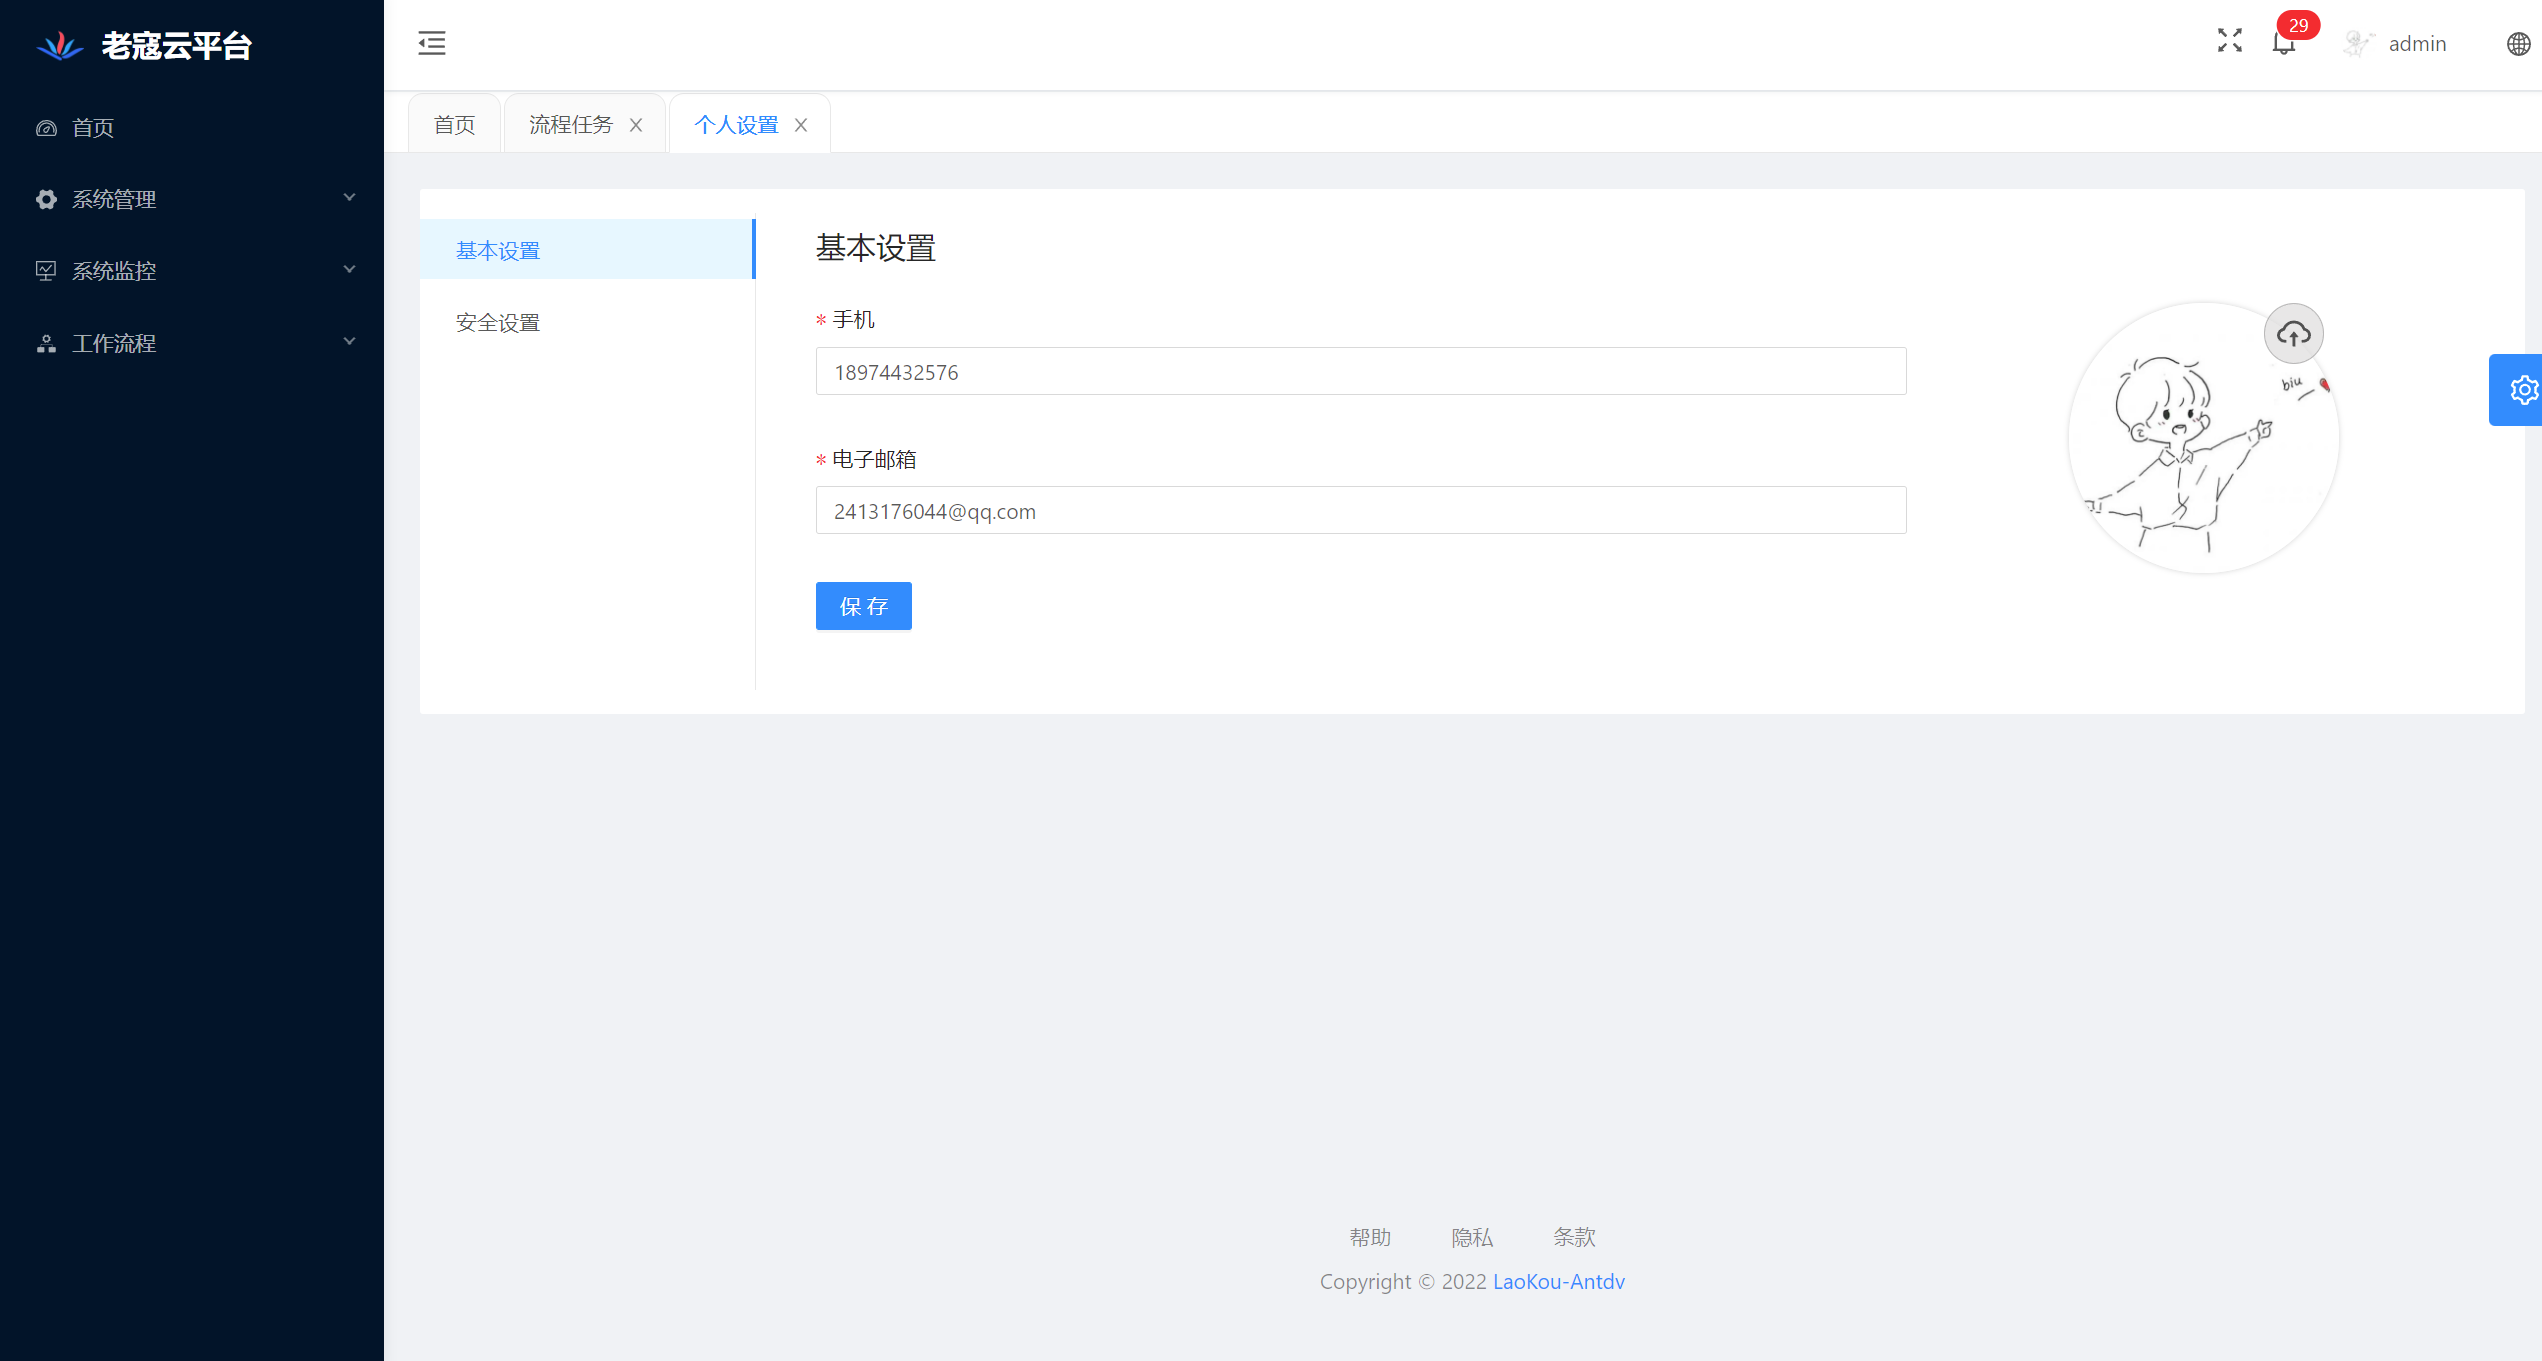 老寇云平台
首页
系统管理
系统监控
工作流程
29
admin
首页
流程任务
个人设置
基本设置
安全设置
基本设置
* 手机
18974432576
* 电子邮箱
2413176044@qq.com
保存
biu
帮助 隐私 条款
Copyright © 2022 LaoKou-Antdv